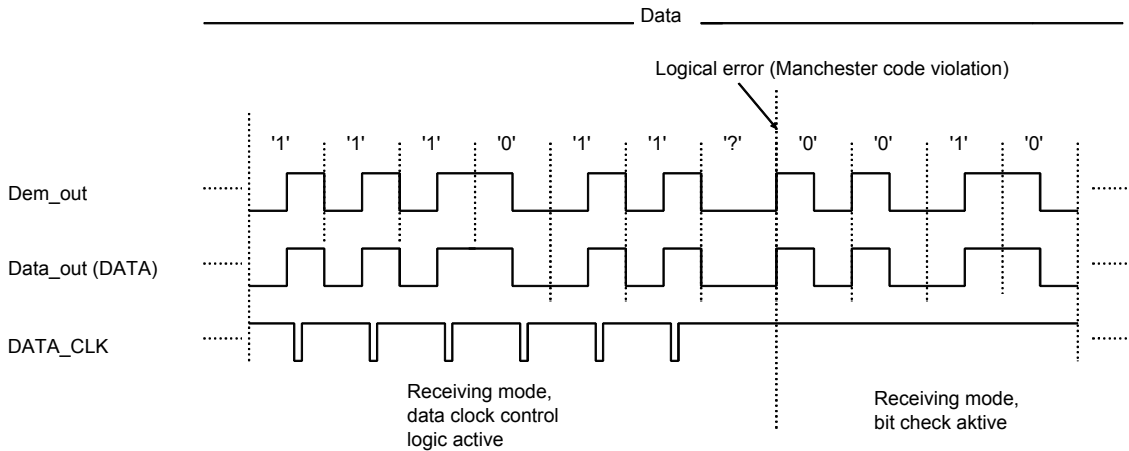 Data
Logical error (Manchester code violation)
'1' '1' '1' '0' '1' '1' '?' '0' '0' '1' '0'
Dem_out
Data_out (DATA)
DATA_CLK
Receiving mode,
data clock control
logic active
Receiving mode,
bit check aktive